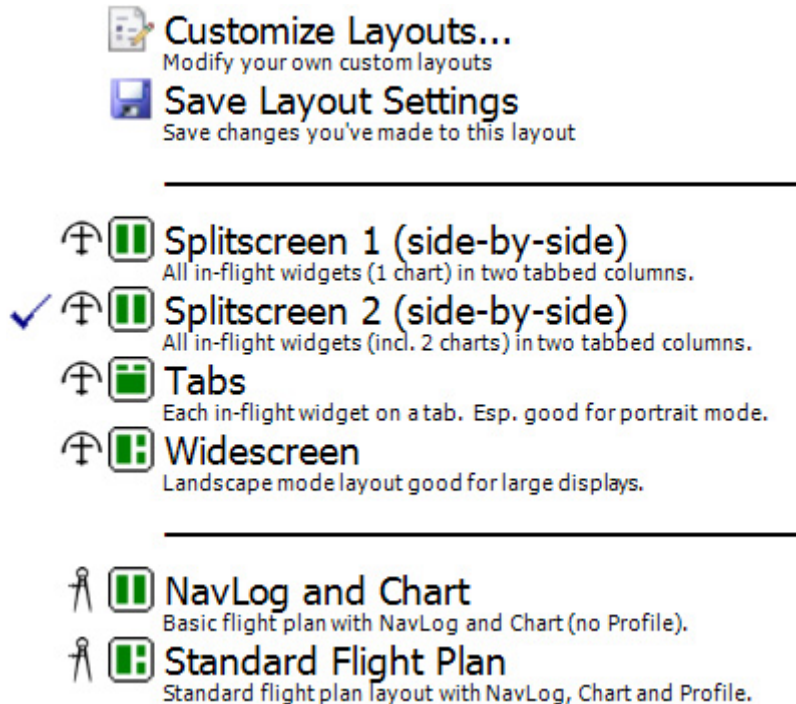 Customize Layouts...
Modify your own custom layouts
Save Layout Settings
Save changes you've made to this layout
Splitscreen 1 (side-by-side)
All in-flight widgets (1 chart) in two tabbed columns.
Splitscreen 2 (side-by-side)
All in-flight widgets (incl. 2 charts) in two tabbed columns.
Tabs
Each in-flight widget on a tab.  Esp. good for portrait mode.
Widescreen
Landscape mode layout good for large displays.
NavLog and Chart
Basic flight plan with NavLog and Chart (no Profile).
Standard Flight Plan
Standard flight plan layout with NavLog, Chart and Profile.